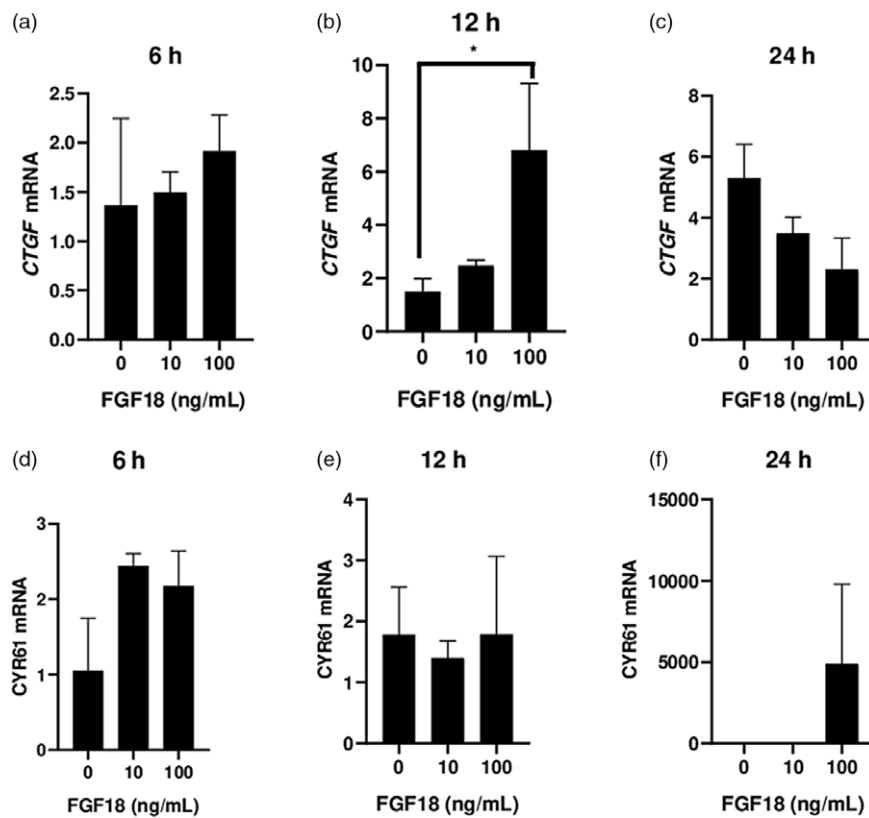 (a)
6 h
2.5
2.0
1.5
1.0
0.5
0.0
CTGF mRNA
0 10 100
FGF18 (ng/mL)
(b)
12 h
*
10
8
6
4
2
0
CTGF mRNA
0 10 100
FGF18 (ng/mL)
(c)
24 h
8
6
4
2
0
CTGF mRNA
0 10 100
FGF18 (ng/mL)
(d)
6 h
3
2
1
0
CYR61 mRNA
0 10 100
FGF18 (ng/mL)
(e)
12 h
4
3
2
1
0
CYR61 mRNA
0 10 100
FGF18 (ng/mL)
(f)
24 h
15000
10000
5000
0
CYR61 mRNA
0 10 100
FGF18 (ng/mL)